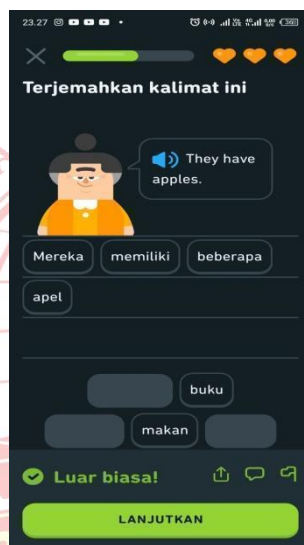 23.27
Terjemahkan kalimat ini
They have
apples.
Mereka memiliki beberapa
apel
buku
makan
Luar biasa!
LANJUTKAN